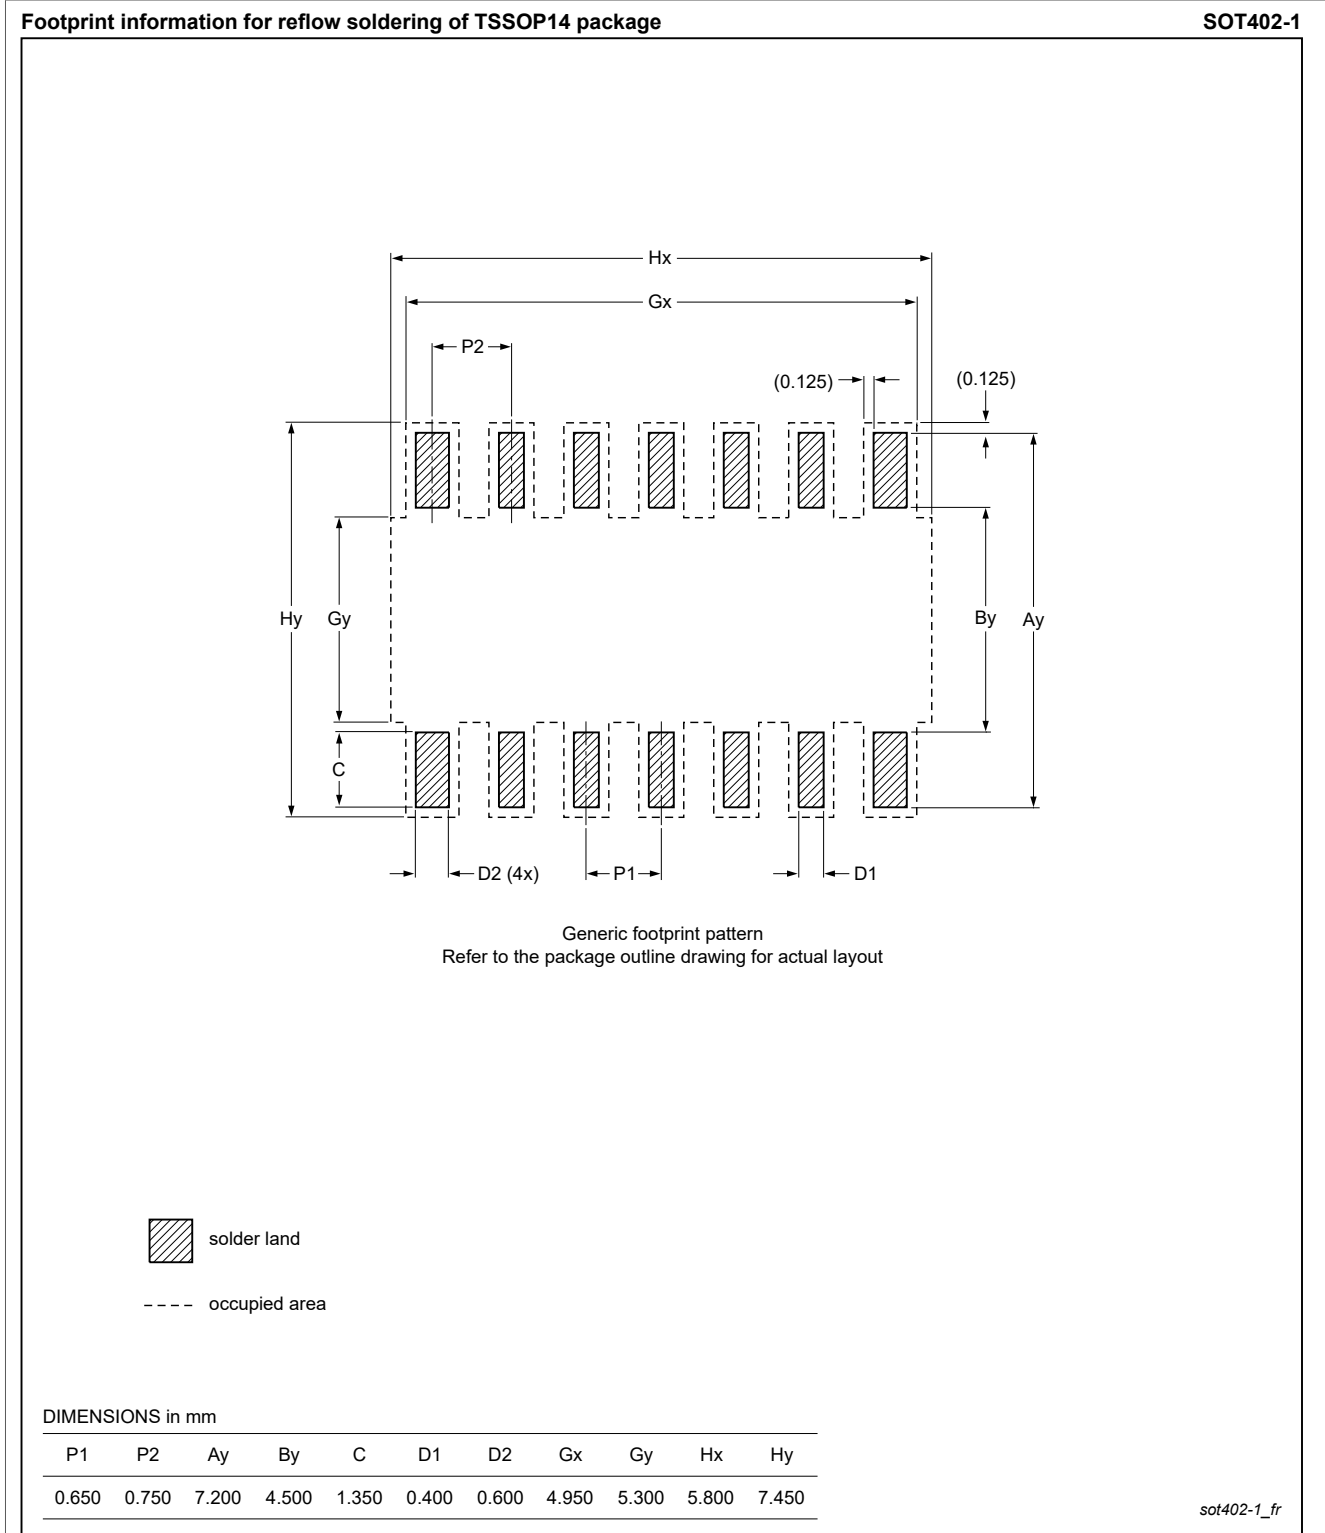 Footprint information for reflow soldering of TSSOP14 package SOT402-1
Hx
Gx
P2
(0.125) (0.125)
Hy Gy By Ay
C
D2 (4x) P1 D1
Generic footprint pattern
Refer to the package outline drawing for actual layout
solder land
occupied area
DIMENSIONS in mm
P1 P2 Ay By C D1 D2 Gx Gy Hx Hy
0.650 0.750 7.200 4.500 1.350 0.400 0.600 4.950 5.300 5.800 7.450
sot402-1_fr